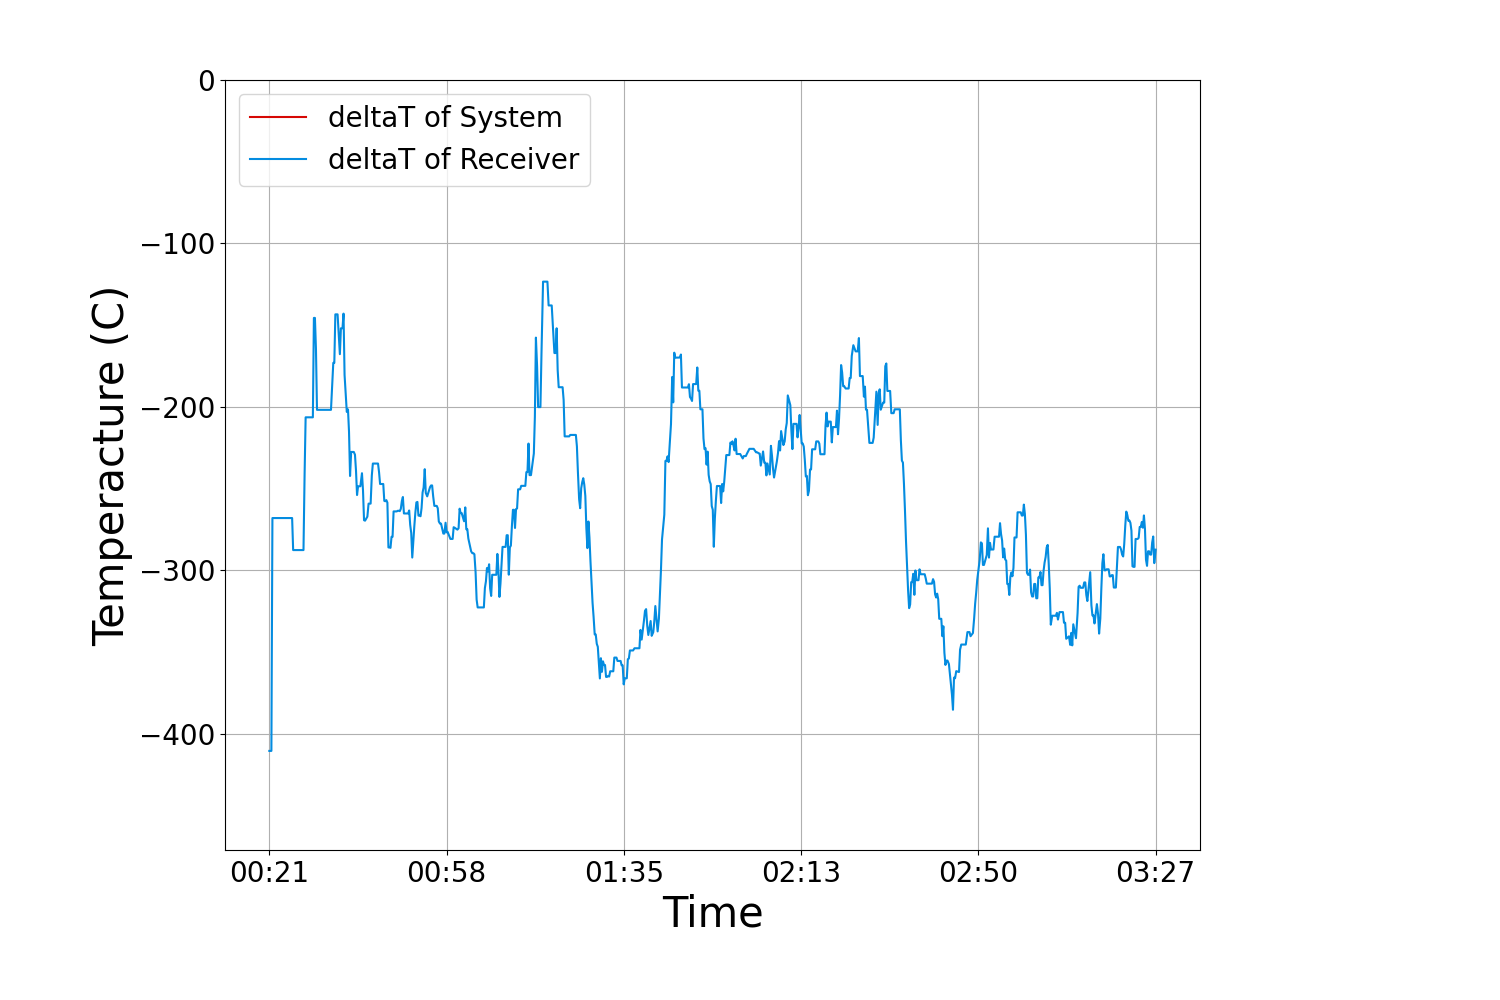 0
deltaT of System
deltaT of Receiver
−100
−200
−300
−400
Temperacture (C)
00:21 00:58 01:35 02:13 02:50 03:27
Time